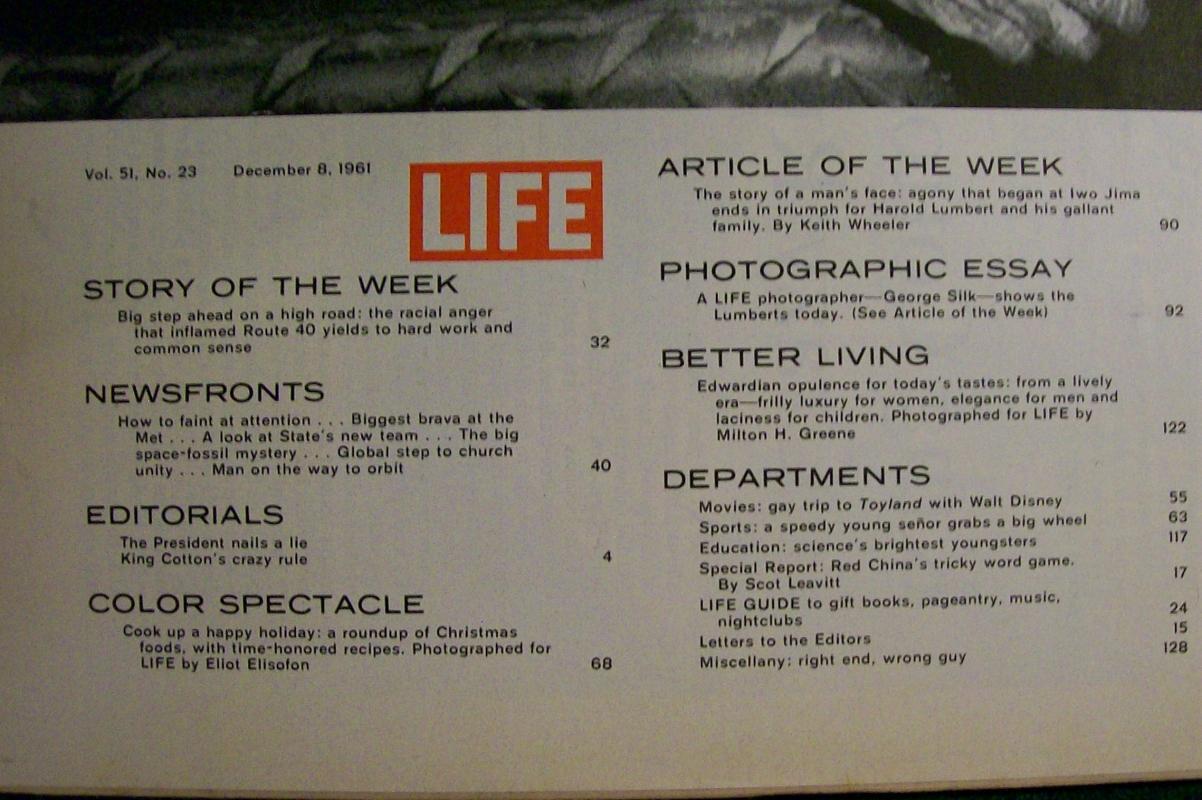 Vol. 51, No. 23 December 8, 1961
LIFE
STORY OF THE WEEK
Big step ahead on a high road: the racial anger
that inflamed Route 40 yields to hard work and
common sense 32
NEWSFRONTS
How to faint at attention . . . Biggest brava at the
Met . . . A look at State's new team . . . The big
space-fossil mystery . . . Global step to church
unity . . . Man on the way to orbit 40
EDITORIALS
The President nails a lie
King Cotton's crazy rule 4
COLOR SPECTACLE
Cook up a happy holiday: a roundup of Christmas
foods, with time-honored recipes. Photographed for
LIFE by Eliot Elisofon 68
ARTICLE OF THE WEEK
The story of a man's face: agony that began at Iwo Jima
ends in triumph for Harold Lumbert and his gallant
family. By Keith Wheeler 90
PHOTOGRAPHIC ESSAY
A LIFE photographer—George Silk—shows the
Lumberts today. (See Article of the Week) 92
BETTER LIVING
Edwardian opulence for today's tastes: from a lively
era—frilly luxury for women, elegance for men and
laciness for children. Photographed for LIFE by
Milton H. Greene 122
DEPARTMENTS
Movies: gay trip to Toyland with Walt Disney 55
Sports: a speedy young señor grabs a big wheel 63
Education: science's brightest youngsters 117
Special Report: Red China's tricky word game.
By Scot Leavitt 17
LIFE GUIDE to gift books, pageantry, music,
nightclubs 24
Letters to the Editors 15
Miscellany: right end, wrong guy 128